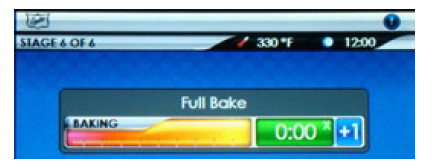 STAGE 6 OF 6 330 °F 12:00
Full Bake
BAKING 0:00 x +1